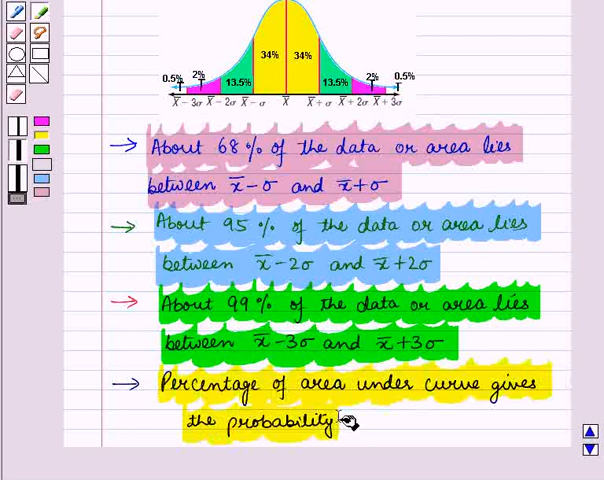 34% 34%
0.5% 2% 13.5% 13.5% 2% 0.5%
X̄ − 3σ X̄ − 2σ X̄ − σ X̄ X̄ + σ X̄ + 2σ X̄ + 3σ
→ About 68% of the data or area lies
between x̄ − σ and x̄ + σ
→ About 95% of the data or area lies
between x̄ − 2σ and x̄ + 2σ
→ About 99% of the data or area lies
between x̄ − 3σ and x̄ + 3σ
→ Percentage of area under curve gives
the probability